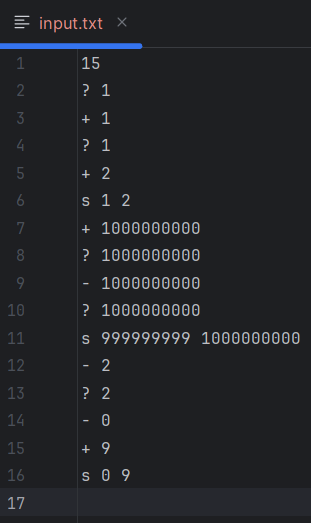 input.txt ×
1 15
2 ? 1
3 + 1
4 ? 1
5 + 2
6 s 1 2
7 + 1000000000
8 ? 1000000000
9 - 1000000000
10 ? 1000000000
11 s 999999999 1000000000
12 - 2
13 ? 2
14 - 0
15 + 9
16 s 0 9
17